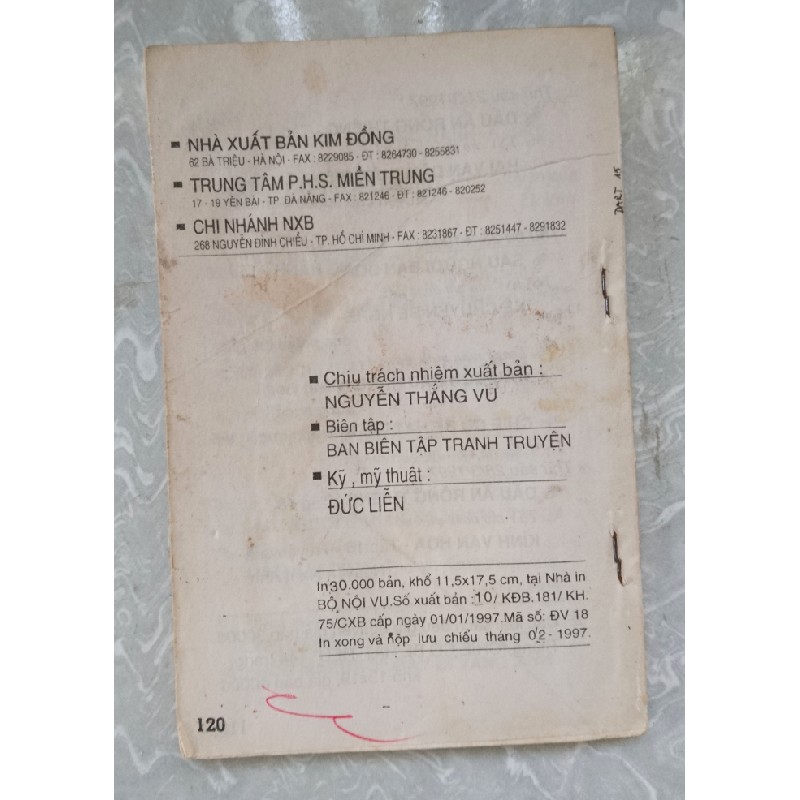 NHÀ XUẤT BẢN KIM ĐỒNG
62 BÀ TRIỆU - HÀ NỘI - FAX : 8229085 - ĐT : 8264730 - 8255831
TRUNG TÂM P.H.S. MIỀN TRUNG
17 - 19 YÊN BÁI - TP. ĐÀ NẴNG - FAX : 821246 - ĐT : 821246 - 820252
CHI NHÁNH NXB
268 NGUYỄN ĐÌNH CHIỂU - TP. HỒ CHÍ MINH - FAX : 8231867 - ĐT : 8251447 - 8291832
DART 15
Chịu trách nhiệm xuất bản :
NGUYỄN THẮNG VU
Biên tập :
BAN BIÊN TẬP TRANH TRUYỆN
Kỹ , mỹ thuật :
ĐỨC LIỄN
In 30.000 bản, khổ 11,5x17,5 cm, tại Nhà in
BỘ NỘI VỤ. Số xuất bản : 10/ KĐB.181/ KH.
75/CXB cấp ngày 01/01/1997. Mã số: ĐV 18
In xong và nộp lưu chiểu tháng 02 - 1997.
120